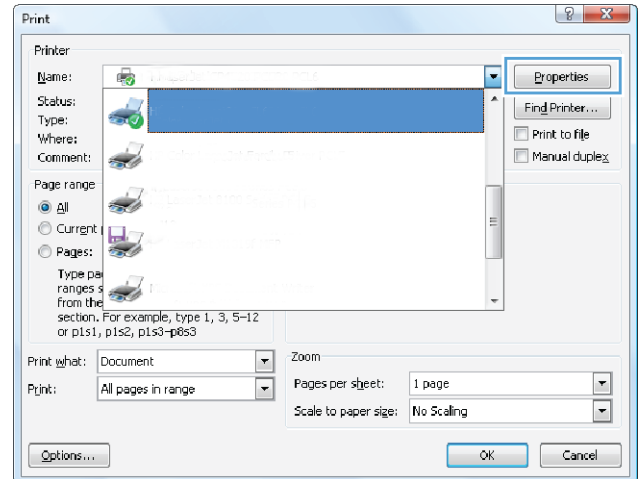 Print
Printer
Name:
Properties
Status:
Find Printer...
Type:
Where:
Print to file
Comment:
Manual duplex
Page range
All
Current
Pages:
Type
ranges
from the
section. For example, type 1, 3, 5–12
or p1s1, p1s2, p1s3–p8s3
Print what: Document
Zoom
Print: All pages in range
Pages per sheet: 1 page
Scale to paper size: No Scaling
Options...
OK
Cancel